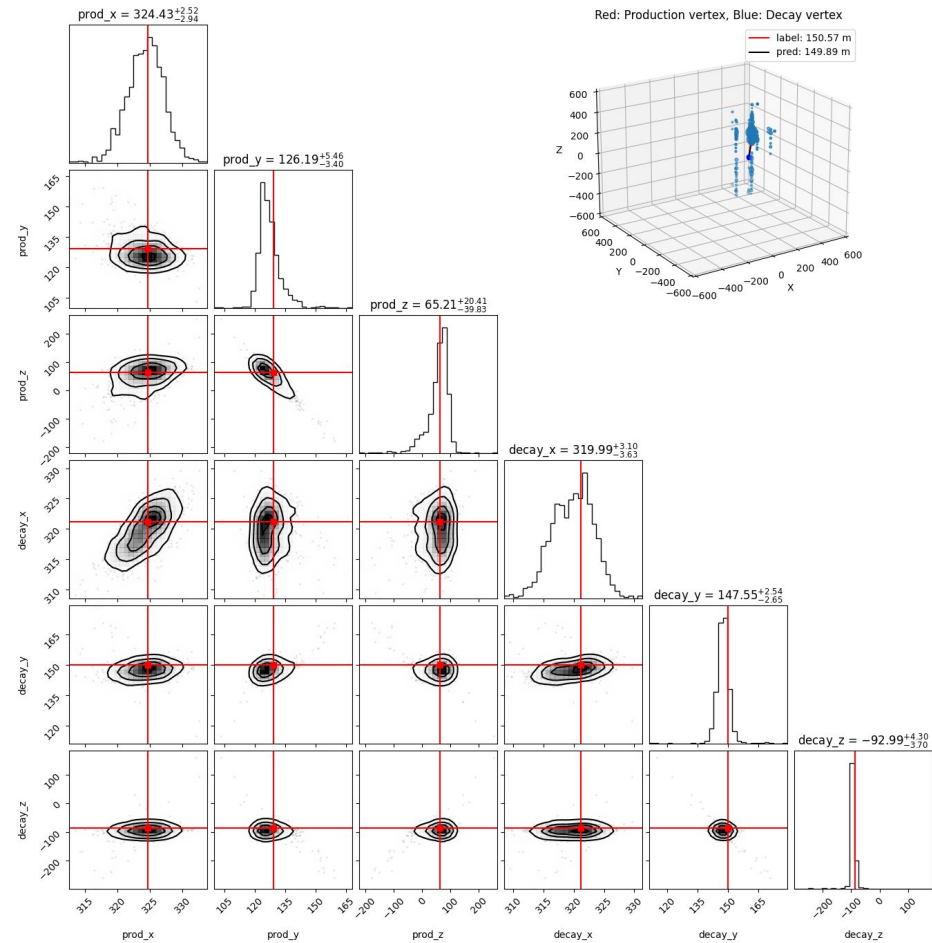 prod_x = 324.43+2.52−2.94
Red: Production vertex, Blue: Decay vertex
label: 150.57 m
pred: 149.89 m
600
400
200
0
−200
−400
−600
Z
600
400
200
0
−200
−400
−600
Y
−600
−400
−200
0
200
400
600
X
prod_y = 126.19+5.46−3.40
165
150
135
120
105
prod_y
prod_z = 65.21+20.41−39.83
100
0
−100
−200
prod_z
decay_x = 319.99+3.10−3.63
330
325
320
315
310
decay_x
decay_y = 147.55+2.54−2.65
165
150
135
120
decay_y
decay_z = −92.99+4.30−3.70
100
0
−100
−200
decay_z
315 320 325 330
105 120 135 150 165
−200 −100 0 100
310 315 320 325 330
120 135 150 165
−200 −100 0 100
prod_x prod_y prod_z decay_x decay_y decay_z